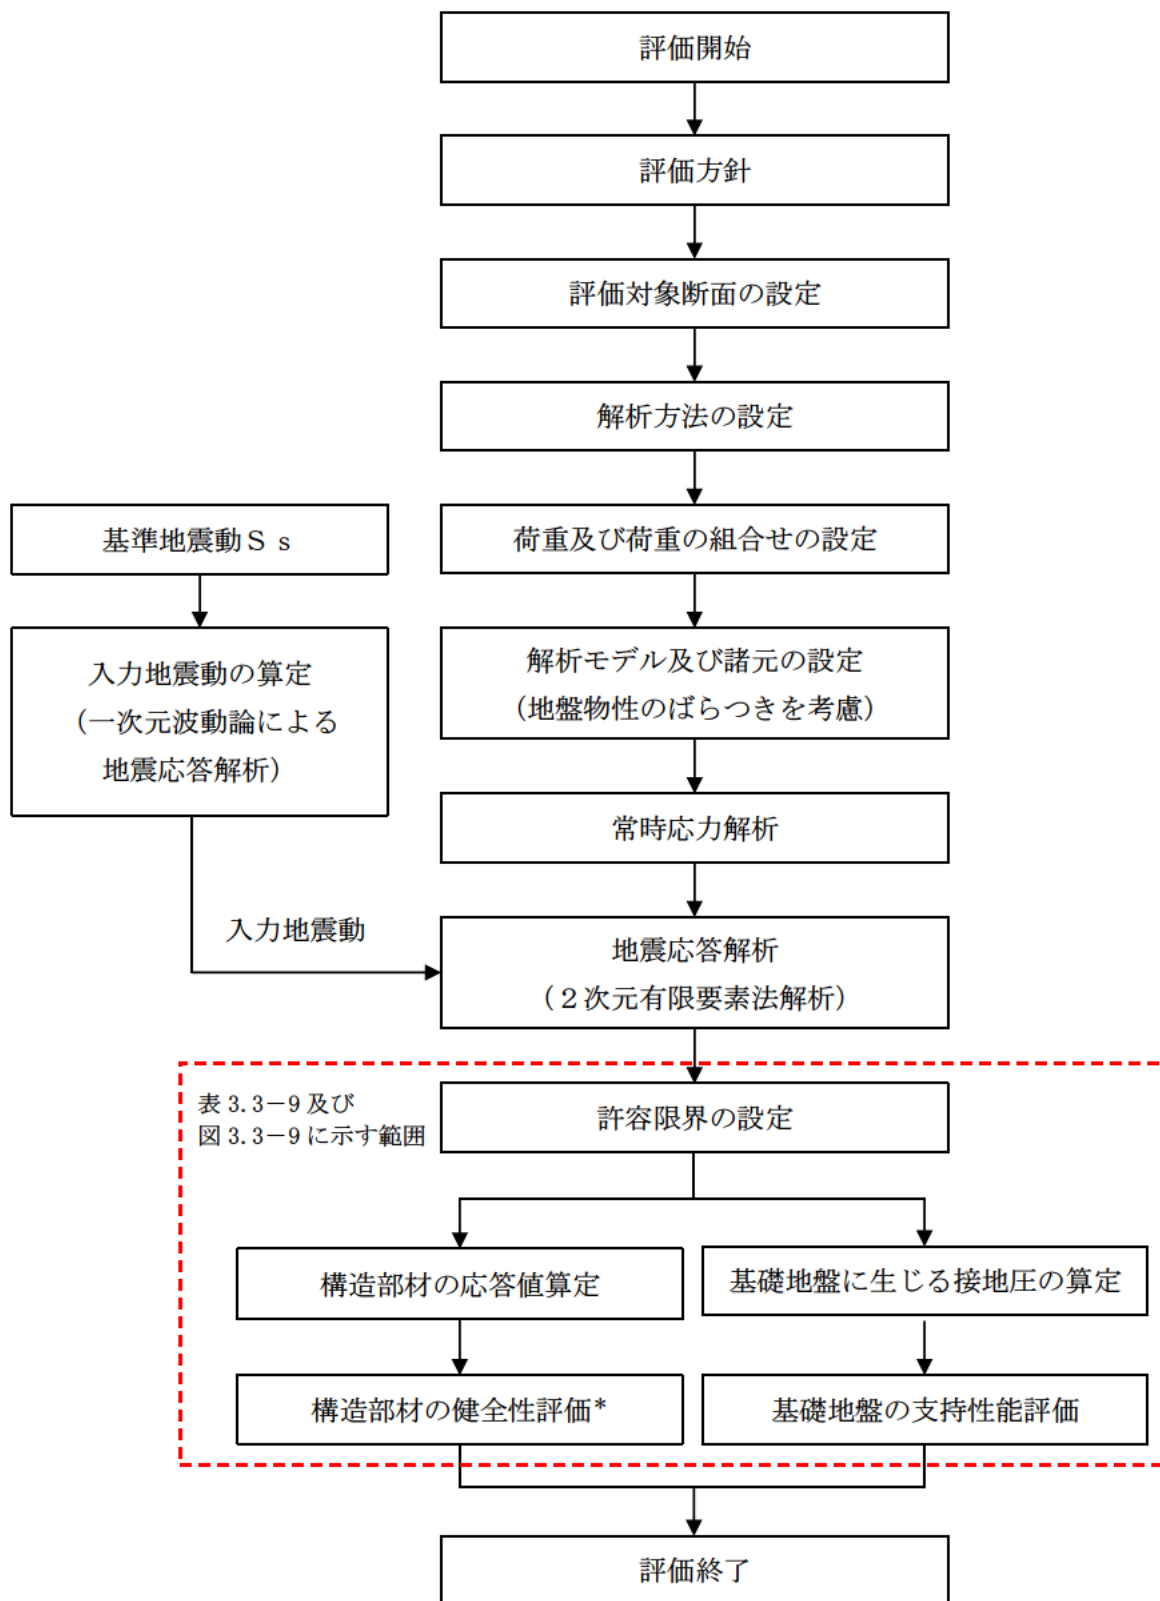 評価開始
評価方針
評価対象断面の設定
解析方法の設定
基準地震動Ｓｓ
荷重及び荷重の組合せの設定
入力地震動の算定
（一次元波動論による
地震応答解析）
解析モデル及び諸元の設定
（地盤物性のばらつきを考慮）
常時応力解析
入力地震動
地震応答解析
（２次元有限要素法解析）
表 3.3－9 及び
図 3.3－9 に示す範囲
許容限界の設定
構造部材の応答値算定
基礎地盤に生じる接地圧の算定
構造部材の健全性評価*
基礎地盤の支持性能評価
評価終了